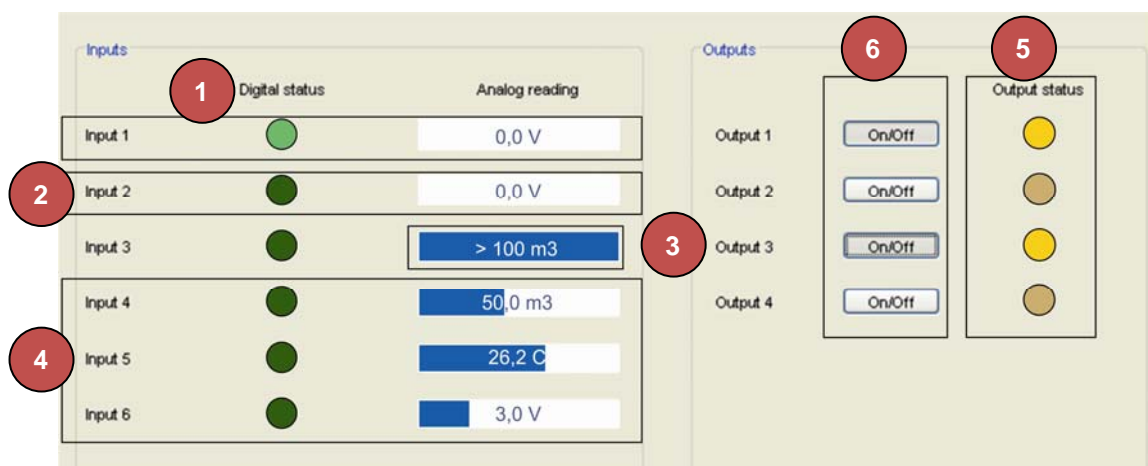 Inputs
Outputs
6
5
1
Digital status
Analog reading
Output status
Input 1
0,0 V
Output 1
On/Off
2
Input 2
0,0 V
Output 2
On/Off
Input 3
> 100 m3
3
Output 3
On/Off
Input 4
50,0 m3
Output 4
On/Off
4
Input 5
26,2 C
Input 6
3,0 V